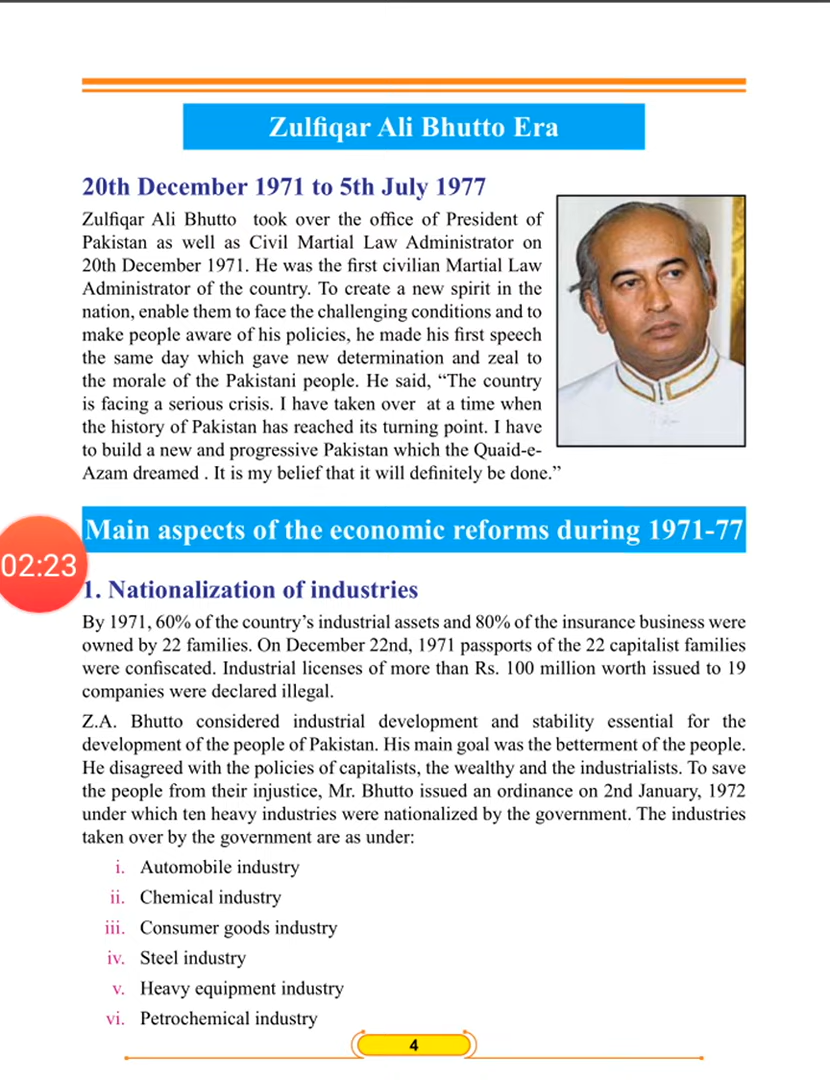 Zulfiqar Ali Bhutto Era
20th December 1971 to 5th July 1977
Zulfiqar Ali Bhutto took over the office of President of
Pakistan as well as Civil Martial Law Administrator on
20th December 1971. He was the first civilian Martial Law
Administrator of the country. To create a new spirit in the
nation, enable them to face the challenging conditions and to
make people aware of his policies, he made his first speech
the same day which gave new determination and zeal to
the morale of the Pakistani people. He said, “The country
is facing a serious crisis. I have taken over at a time when
the history of Pakistan has reached its turning point. I have
to build a new and progressive Pakistan which the Quaid-e-
Azam dreamed . It is my belief that it will definitely be done.”
Main aspects of the economic reforms during 1971-77
02:23
1. Nationalization of industries
By 1971, 60% of the country’s industrial assets and 80% of the insurance business were
owned by 22 families. On December 22nd, 1971 passports of the 22 capitalist families
were confiscated. Industrial licenses of more than Rs. 100 million worth issued to 19
companies were declared illegal.
Z.A. Bhutto considered industrial development and stability essential for the
development of the people of Pakistan. His main goal was the betterment of the people.
He disagreed with the policies of capitalists, the wealthy and the industrialists. To save
the people from their injustice, Mr. Bhutto issued an ordinance on 2nd January, 1972
under which ten heavy industries were nationalized by the government. The industries
taken over by the government are as under:
i. Automobile industry
ii. Chemical industry
iii. Consumer goods industry
iv. Steel industry
v. Heavy equipment industry
vi. Petrochemical industry
4